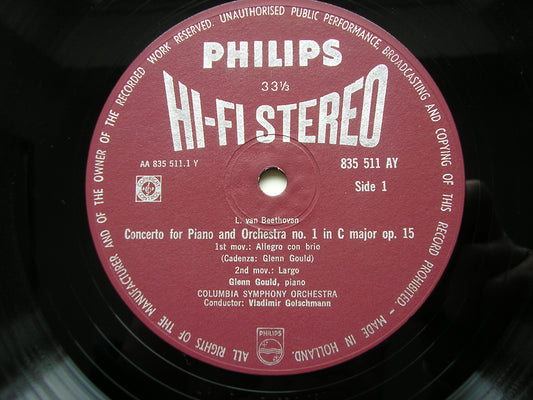 ALL RIGHTS OF THE MANUFACTURER AND OF THE OWNER OF THE RECORDED WORK RESERVED. UNAUTHORISED PUBLIC PERFORMANCE, BROADCASTING AND COPYING OF THIS RECORD PROHIBITED - MADE IN HOLLAND.
PHILIPS
33⅓
HI-FI STEREO
AA 835 511.1 Y
835 511 AY
Side 1
L. van Beethoven
Concerto for Piano and Orchestra no. 1 in C major op. 15
1st mov.: Allegro con brio
(Cadenza: Glenn Gould)
2nd mov.: Largo
Glenn Gould, piano
COLUMBIA SYMPHONY ORCHESTRA
Conductor: Vladimir Golschmann
PHILIPS